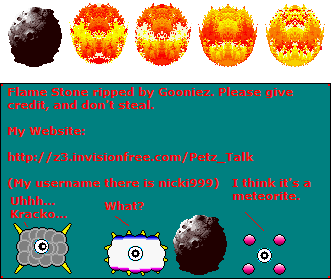 Flame Stone ripped by Gooniez. Please give
credit, and don't steal.
My Website:
http://z3.invisionfree.com/Petz_Talk
(My username there is nicki999)
I think it's a
meteorite.
Uhhh...
Kracko...
What?